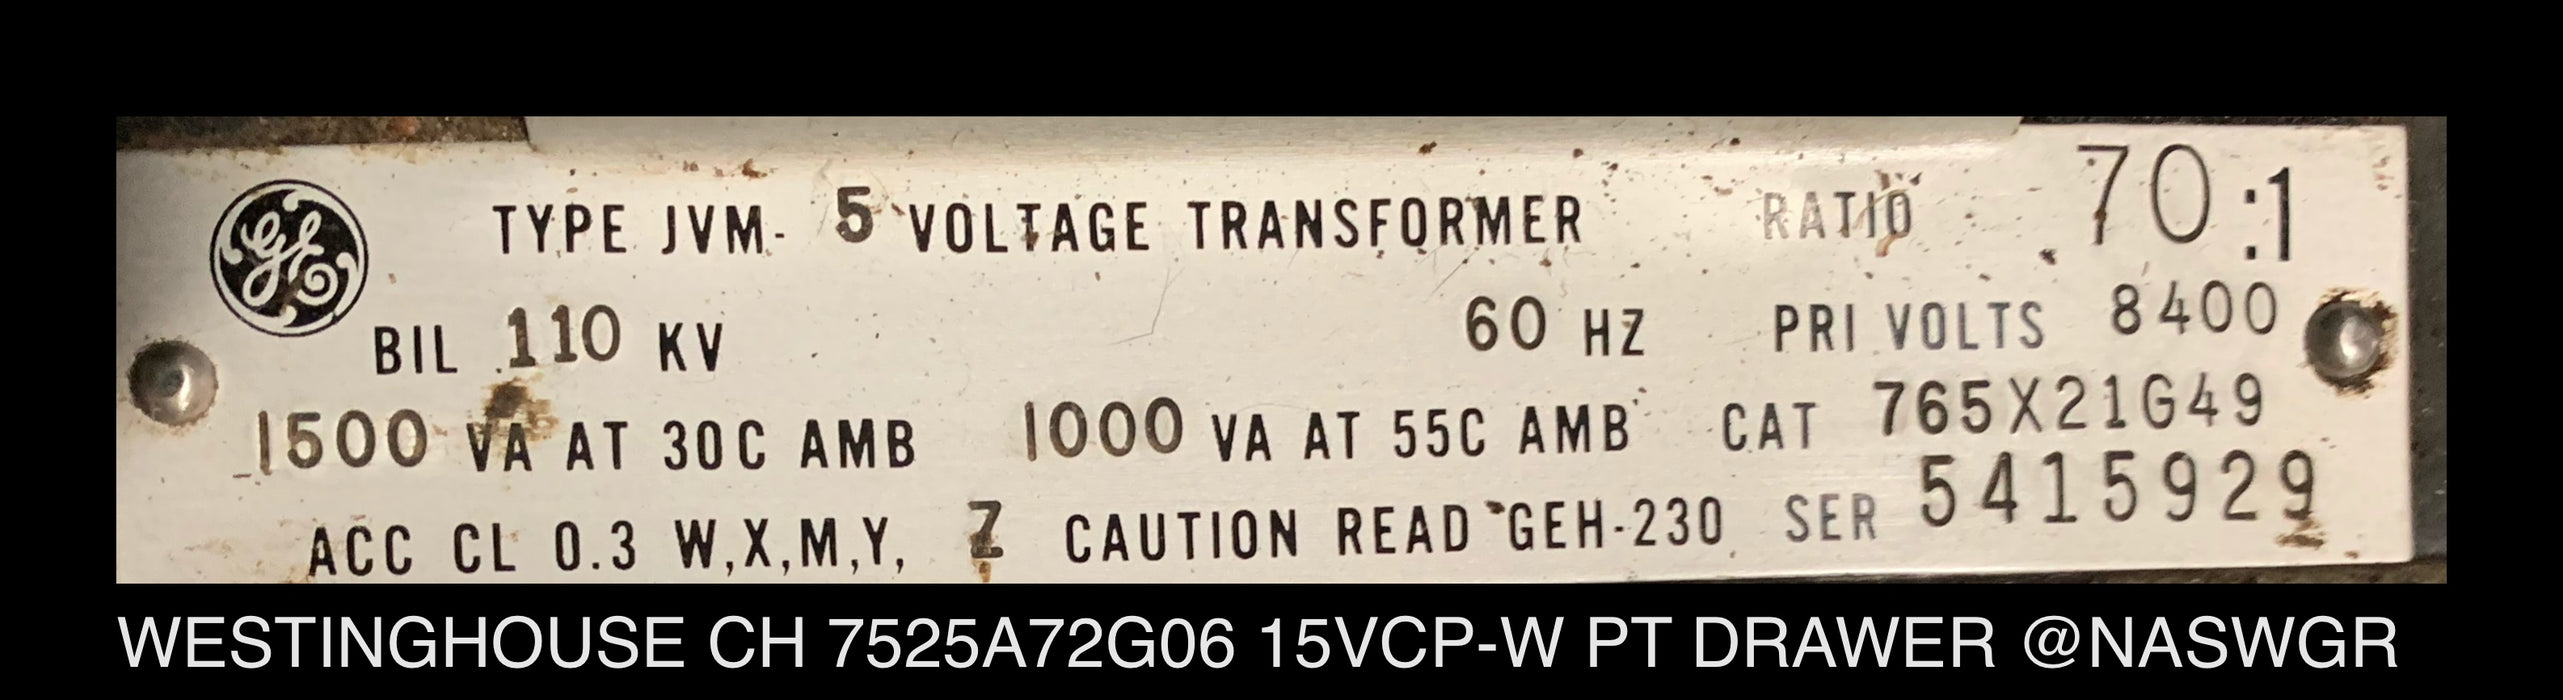 GE TYPE JVM- 5 VOLTAGE TRANSFORMER RATIO 70:1
BIL 110 KV 60 HZ PRI VOLTS 8400
1500 VA AT 30C AMB 1000 VA AT 55C AMB CAT 765X21G49
ACC CL 0.3 W,X,M,Y, Z CAUTION READ GEH-230 SER 5415929
WESTINGHOUSE CH 7525A72G06 15VCP-W PT DRAWER @NASWGR